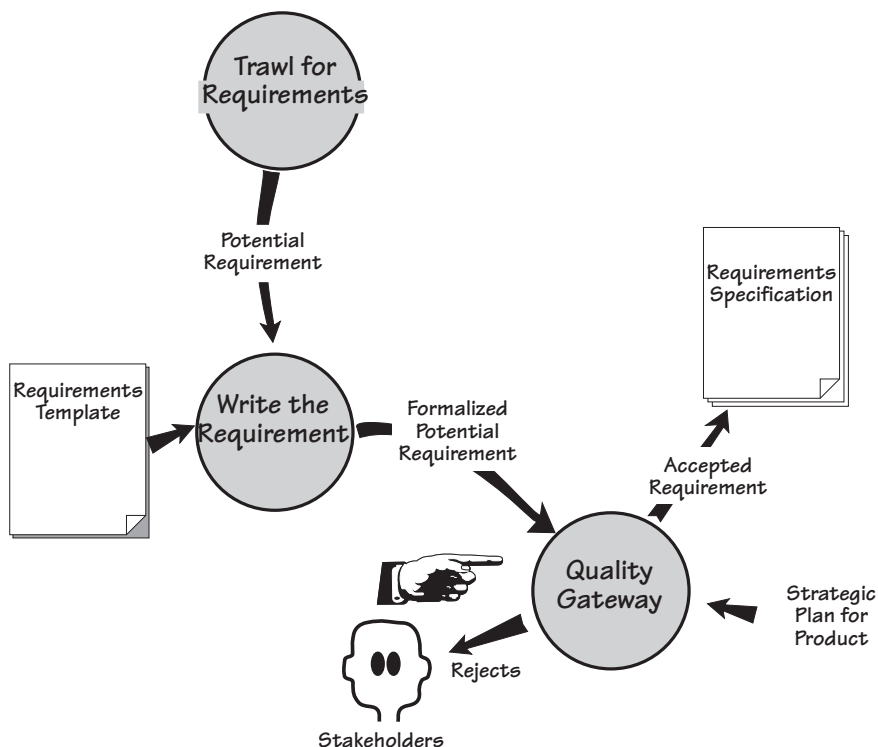 Trawl for
Requirements
Potential
Requirement
Requirements
Specification
Requirements
Template
Write the
Requirement
Formalized
Potential
Requirement
Accepted
Requirement
Quality
Gateway
Strategic
Plan for
Product
Rejects
Stakeholders